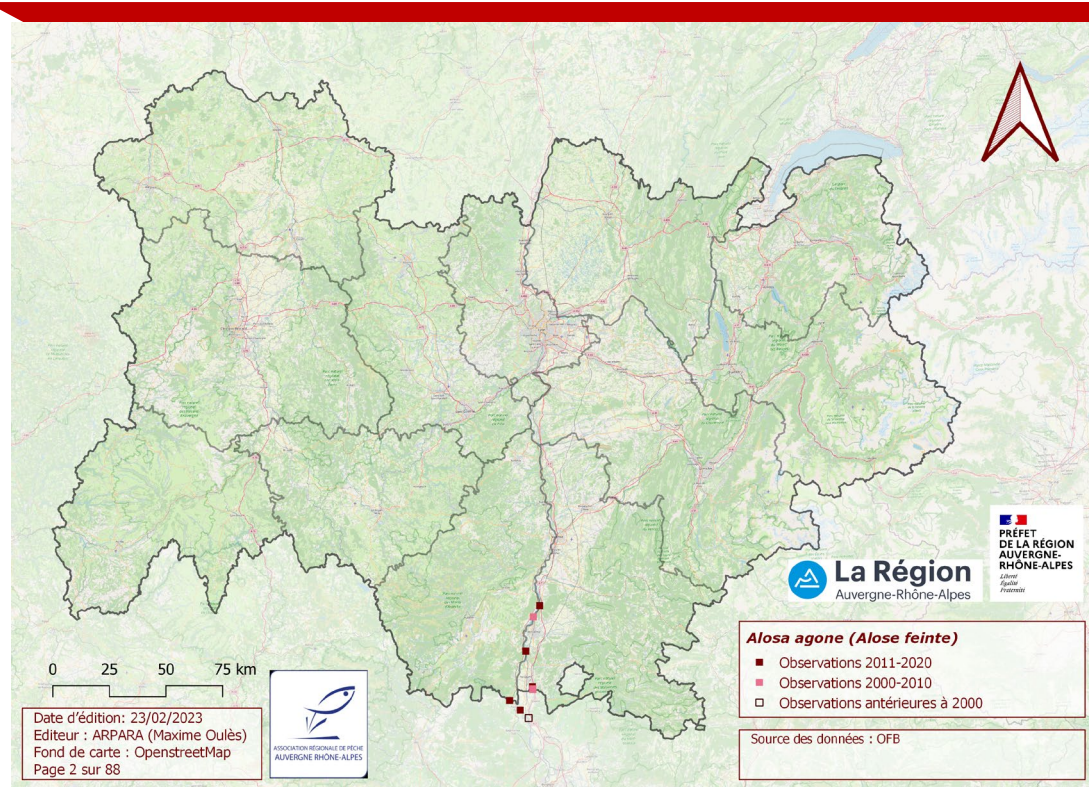 PRÉFET
DE LA RÉGION
AUVERGNE-
RHÔNE-ALPES
Liberté
Égalité
Fraternité
La Région
Auvergne-Rhône-Alpes
Alosa agone (Alose feinte)
Observations 2011-2020
Observations 2000-2010
Observations antérieures à 2000
Source des données : OFB
0 25 50 75 km
Date d'édition: 23/02/2023
Editeur : ARPARA (Maxime Oulès)
Fond de carte : OpenstreetMap
Page 2 sur 88
ASSOCIATION RÉGIONALE DE PÊCHE
AUVERGNE RHÔNE-ALPES